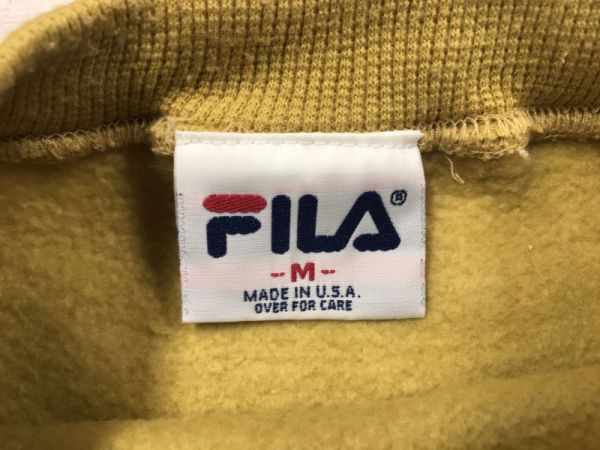 FILA®
-M-
MADE IN U.S.A.
OVER FOR CARE